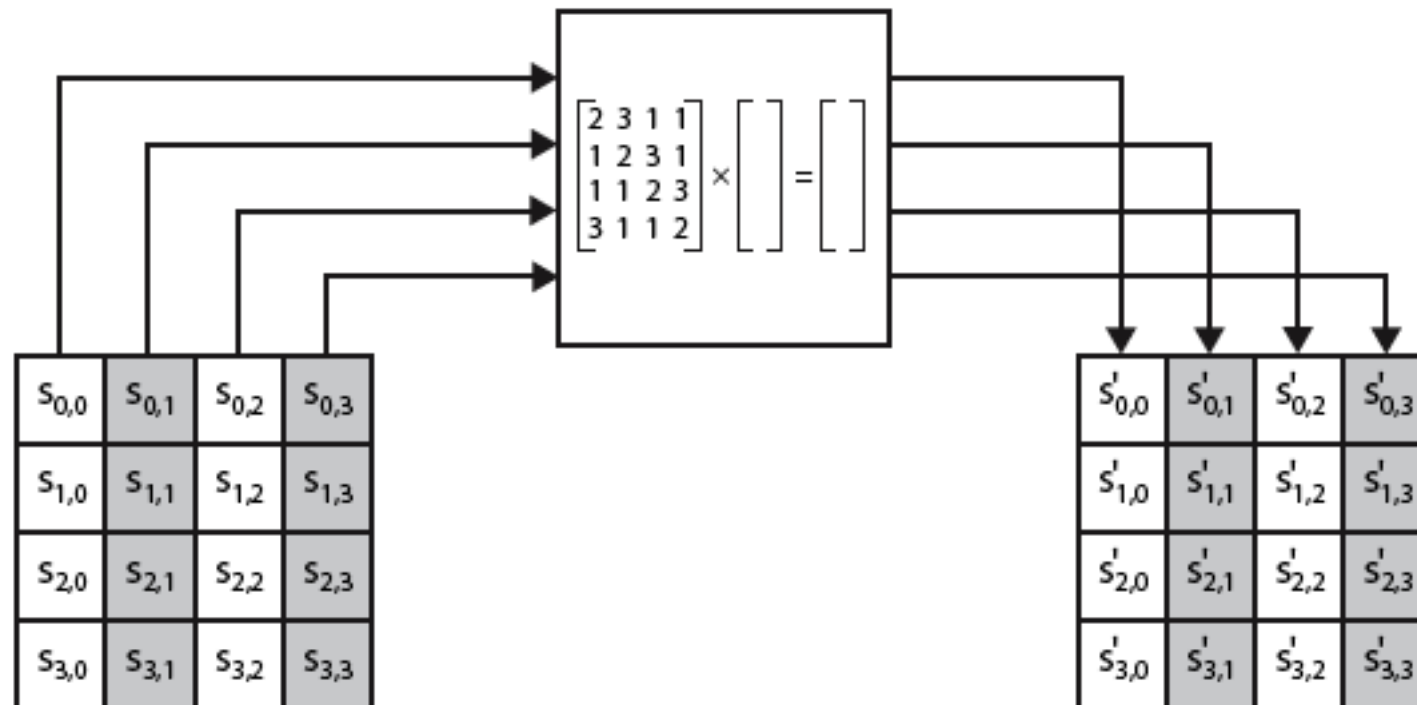 2 3 1 1
1 2 3 1
1 1 2 3
3 1 1 2
× =
S0,0 S0,1 S0,2 S0,3
S1,0 S1,1 S1,2 S1,3
S2,0 S2,1 S2,2 S2,3
S3,0 S3,1 S3,2 S3,3
S'0,0 S'0,1 S'0,2 S'0,3
S'1,0 S'1,1 S'1,2 S'1,3
S'2,0 S'2,1 S'2,2 S'2,3
S'3,0 S'3,1 S'3,2 S'3,3